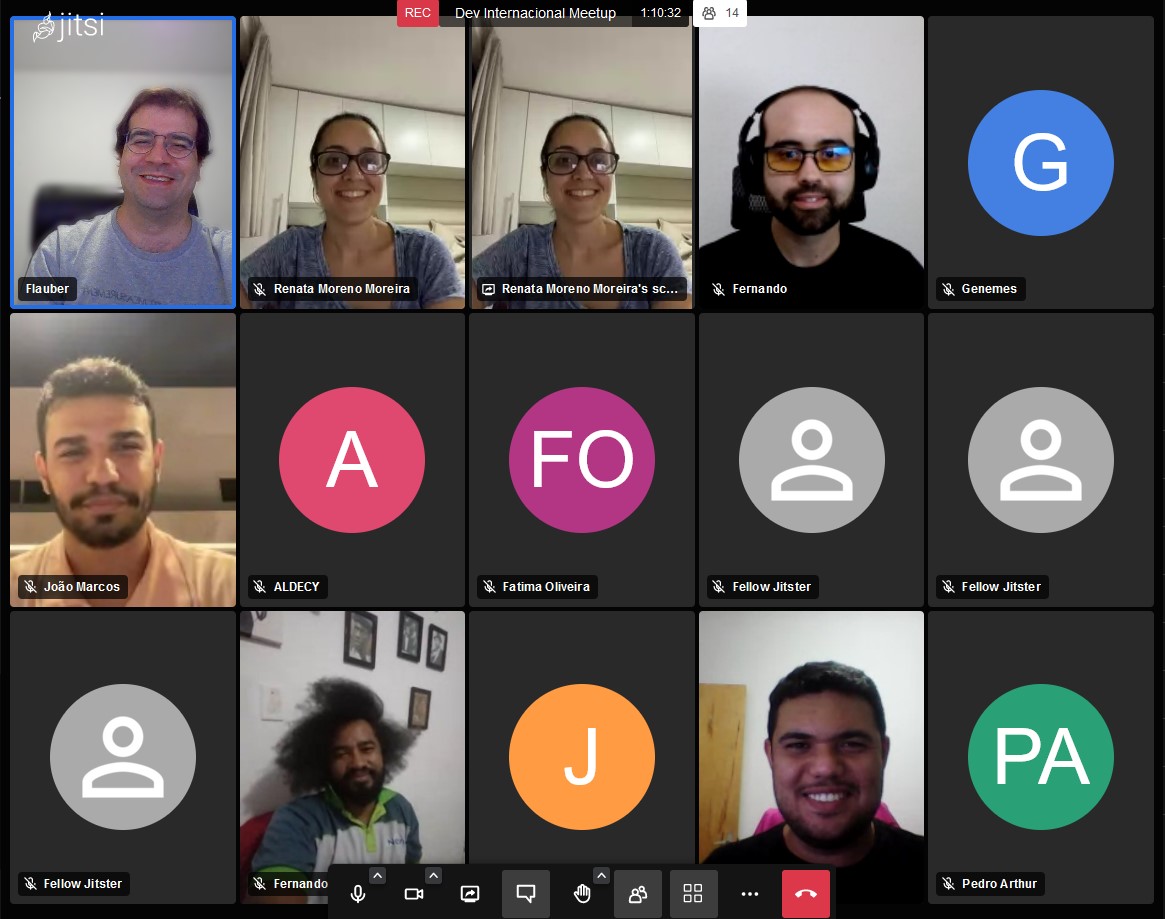 jitsi
REC Dev Internacional Meetup 1:10:32 14
G
Flauber
Renata Moreno Moreira
Renata Moreno Moreira's sc...
Fernando
Genemes
A
FO
João Marcos
ALDECY
Fatima Oliveira
Fellow Jitster
Fellow Jitster
J
PA
Fellow Jitster
Fernando
Pedro Arthur